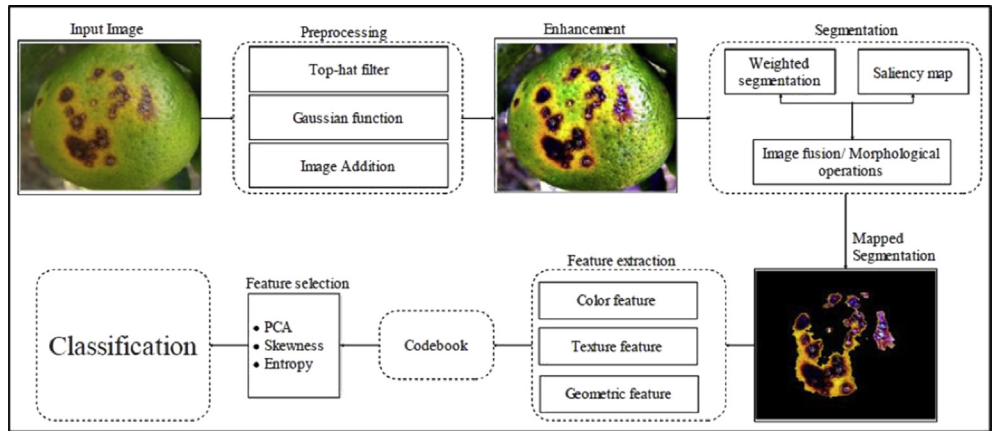 Input Image
Preprocessing
Top-hat filter
Gaussian function
Image Addition
Enhancement
Segmentation
Weighted
segmentation
Saliency map
Image fusion/ Morphological
operations
Mapped
Segmentation
Feature extraction
Color feature
Texture feature
Geometric feature
Codebook
Feature selection
• PCA
• Skewness
• Entropy
Classification